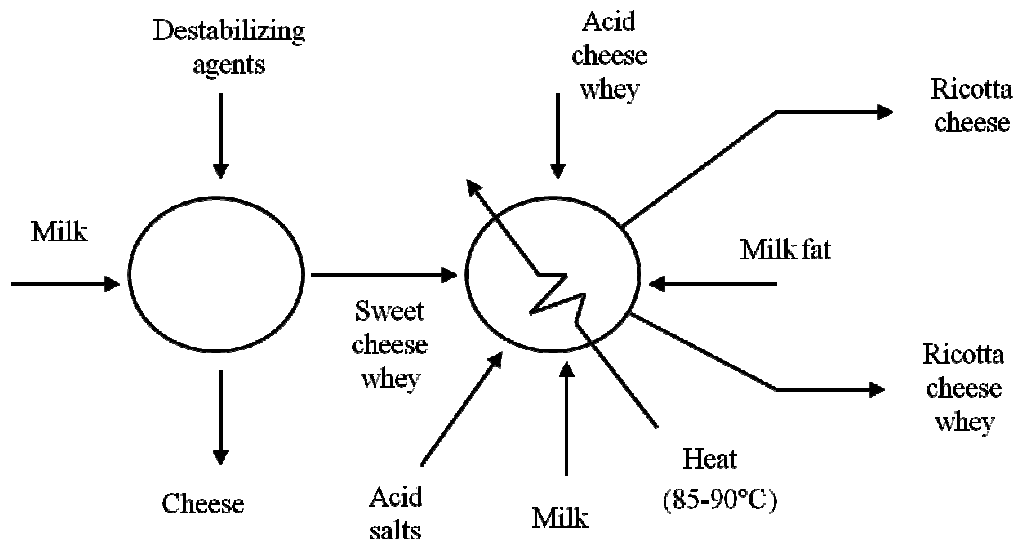 Destabilizing
agents
Acid
cheese
whey
Ricotta
cheese
Milk
Milk fat
Sweet
cheese
whey
Ricotta
cheese
whey
Cheese
Acid
salts
Milk
Heat
(85-90°C)